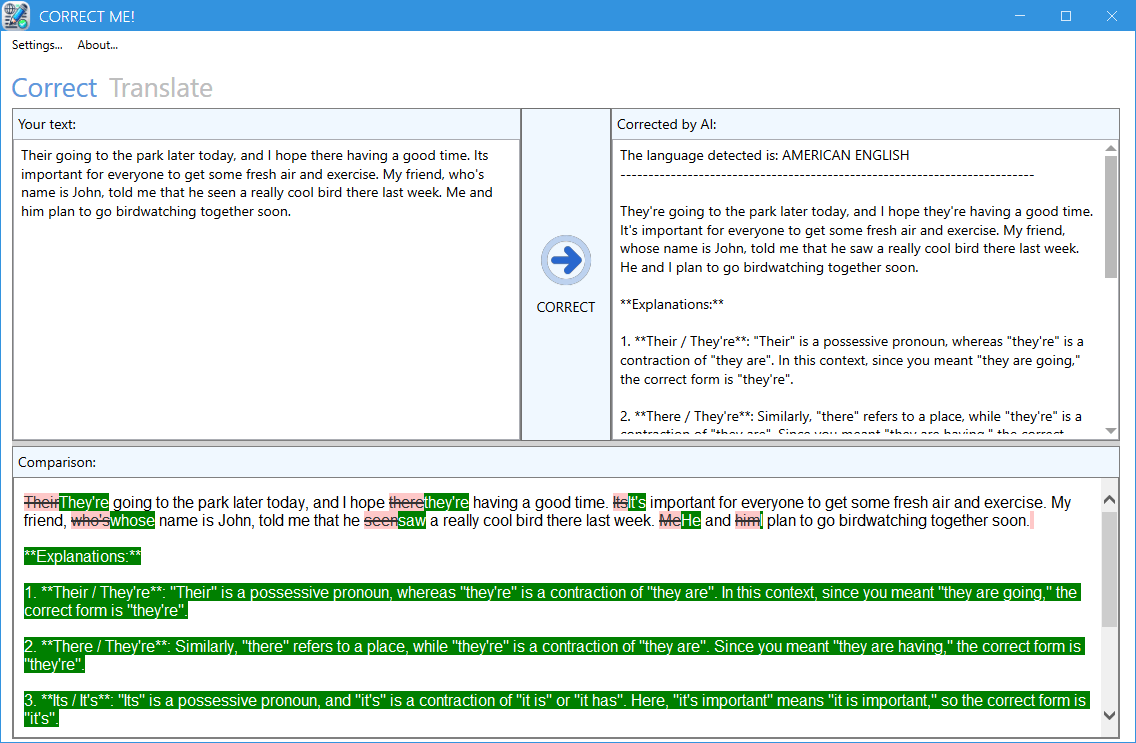 CORRECT ME!
Settings... About...
Correct Translate
Your text:
Their going to the park later today, and I hope there having a good time. Its
important for everyone to get some fresh air and exercise. My friend, who's
name is John, told me that he seen a really cool bird there last week. Me and
him plan to go birdwatching together soon.
CORRECT
Corrected by AI:
The language detected is: AMERICAN ENGLISH
--------------------------------------------------------------------------------
They're going to the park later today, and I hope they're having a good time.
It's important for everyone to get some fresh air and exercise. My friend,
whose name is John, told me that he saw a really cool bird there last week.
He and I plan to go birdwatching together soon.
**Explanations:**
1. **Their / They're**: "Their" is a possessive pronoun, whereas "they're" is a
contraction of "they are". In this context, since you meant "they are going,"
the correct form is "they're".
2. **There / They're**: Similarly, "there" refers to a place, while "they're" is a
contraction of "they are". Since you meant "they are having," the correct
Comparison:
TheirThey're going to the park later today, and I hope therethey're having a good time. ItsIt's important for everyone to get some fresh air and exercise. My
friend, who'swhose name is John, told me that he seensaw a really cool bird there last week. MeHe and himI plan to go birdwatching together soon.
**Explanations:**
1. **Their / They're**: "Their" is a possessive pronoun, whereas "they're" is a contraction of "they are". In this context, since you meant "they are going," the
correct form is "they're".
2. **There / They're**: Similarly, "there" refers to a place, while "they're" is a contraction of "they are". Since you meant "they are having," the correct form is
"they're".
3. **Its / It's**: "Its" is a possessive pronoun, and "it's" is a contraction of "it is" or "it has". Here, "it's important" means "it is important," so the correct form is
"it's".